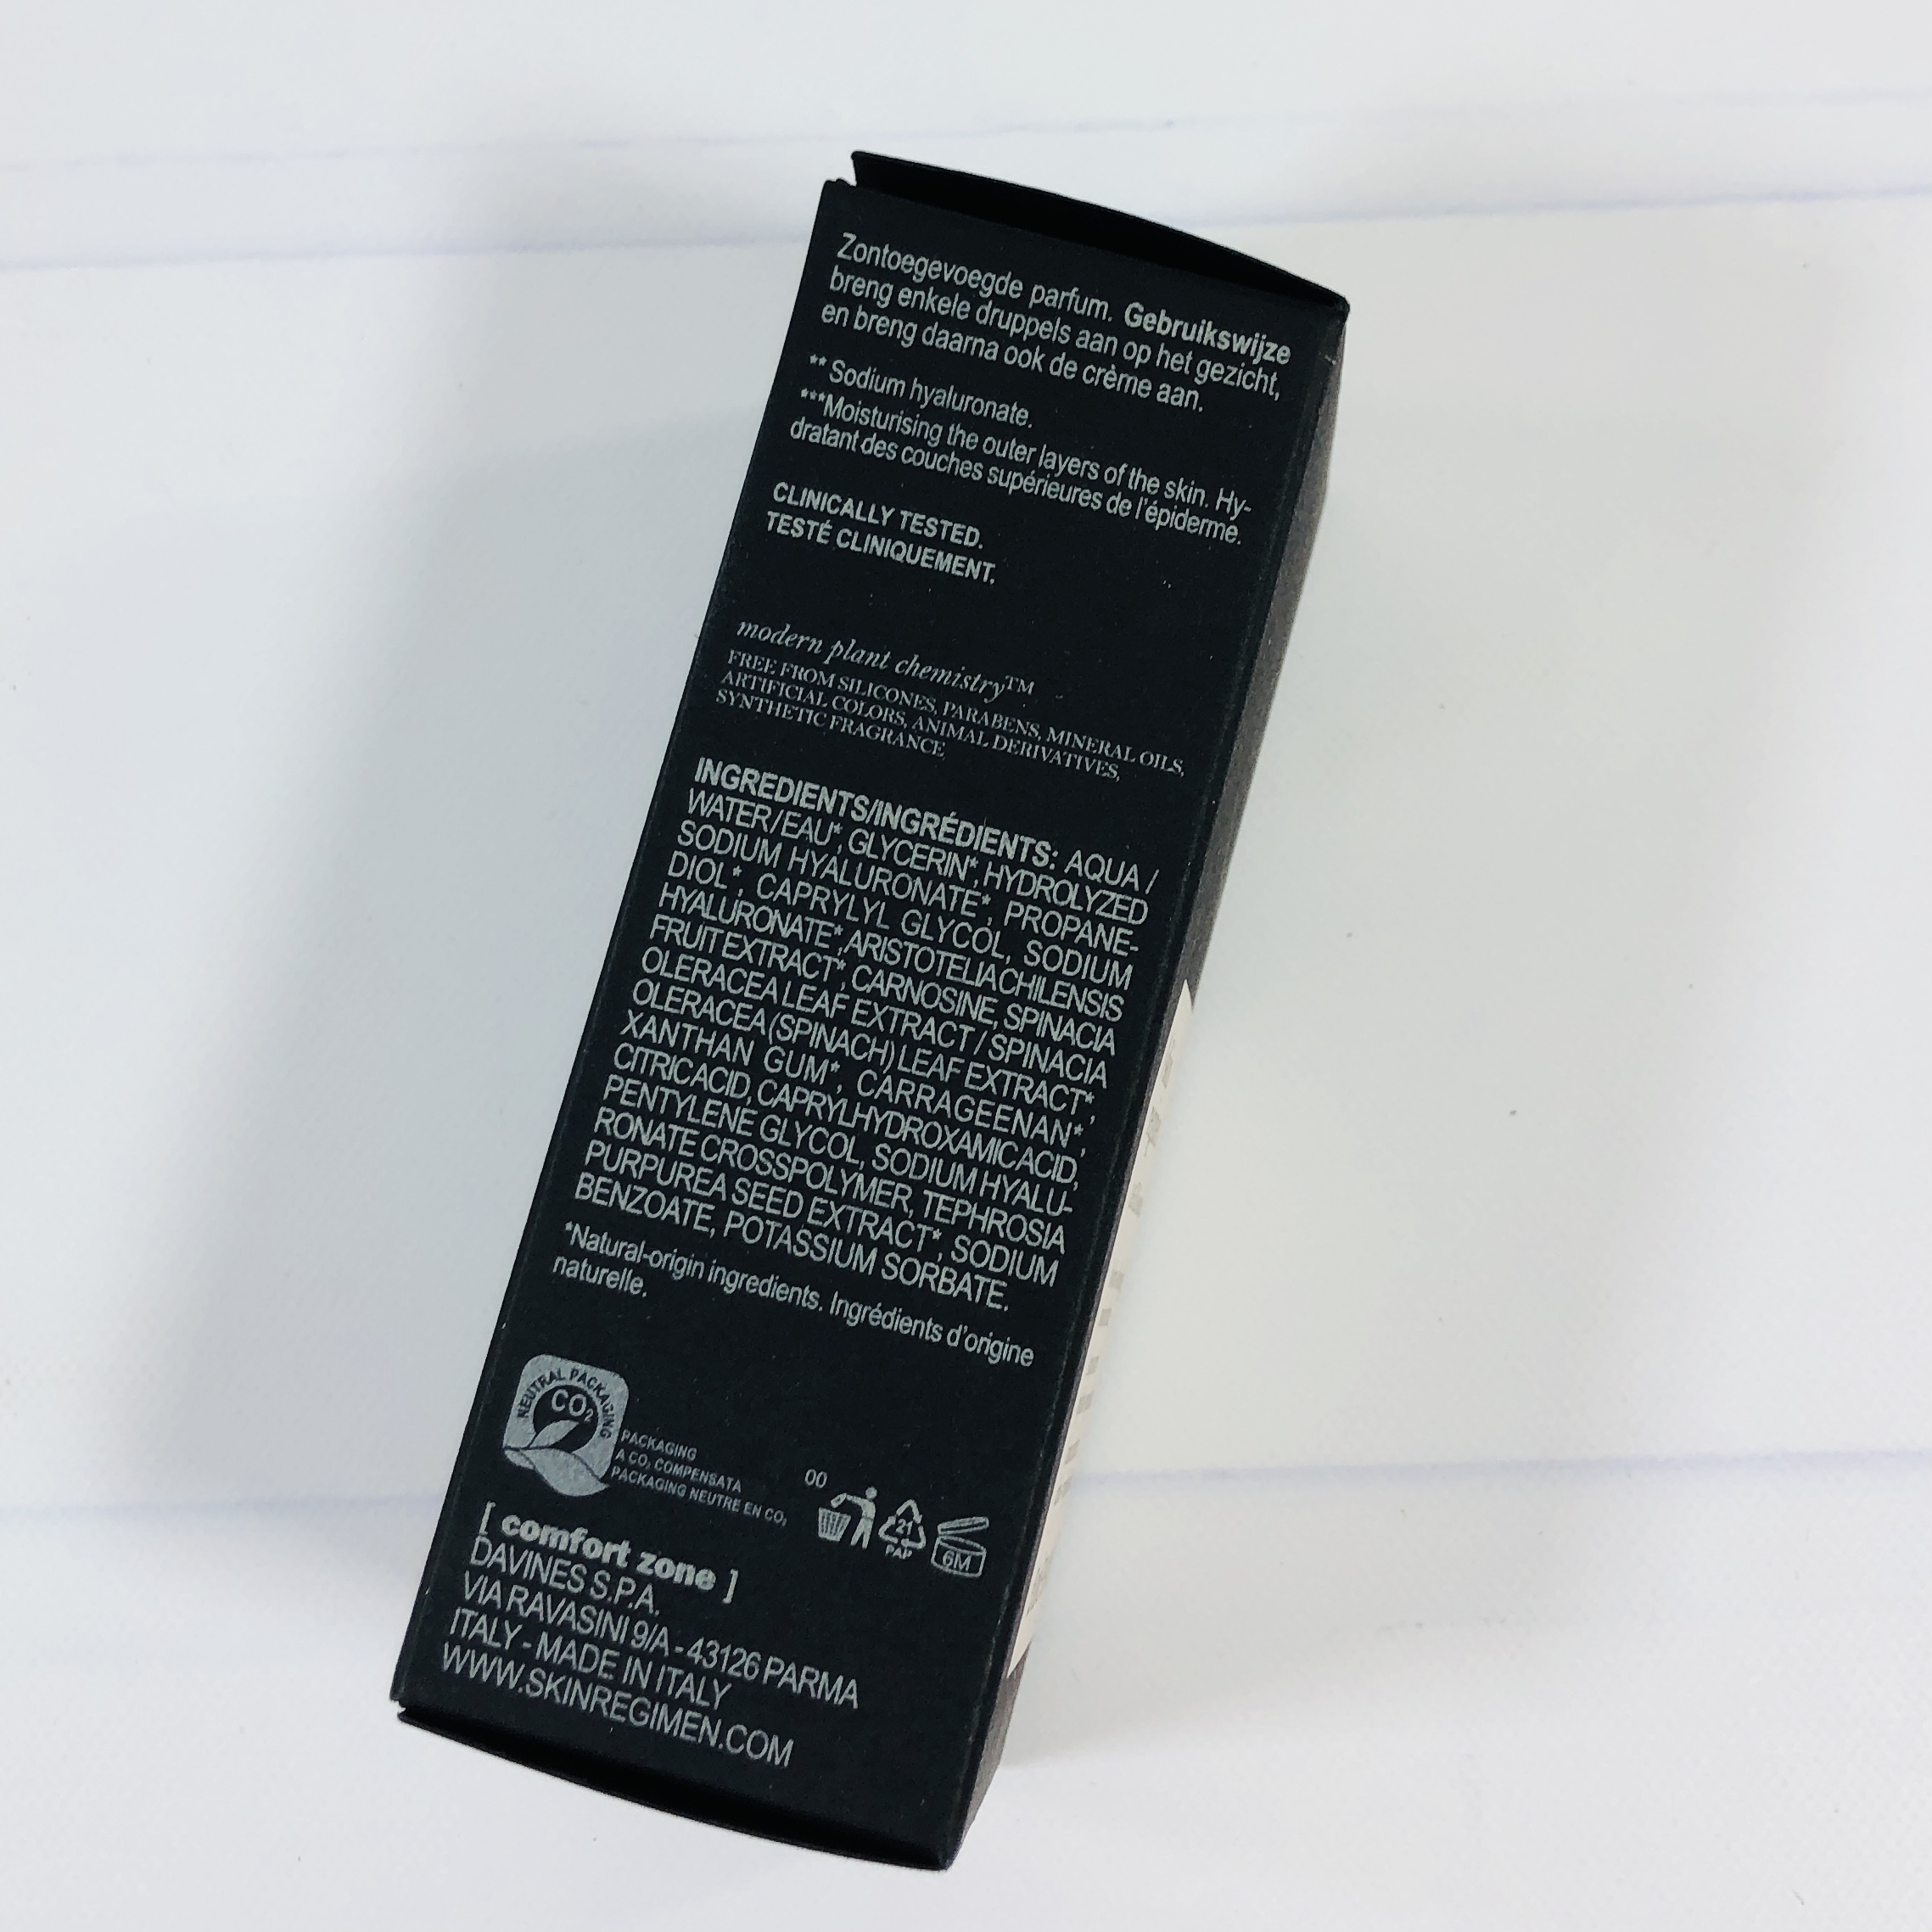 Zontoegevoegde parfum. Gebruikswijze
breng enkele druppels aan op het gezicht,
en breng daarna ook de crème aan.
** Sodium hyaluronate.
***Moisturising the outer layers of the skin. Hy-
dratant des couches supérieures de l'épiderme.
CLINICALLY TESTED.
TESTÉ CLINIQUEMENT.
modern plant chemistry™
FREE FROM SILICONES, PARABENS, MINERAL OILS,
ARTIFICIAL COLORS, ANIMAL DERIVATIVES,
SYNTHETIC FRAGRANCE
INGREDIENTS/INGRÉDIENTS: AQUA /
WATER/EAU*, GLYCERIN*, HYDROLYZED
SODIUM HYALURONATE*, PROPANE-
DIOL*, CAPRYLYL GLYCOL, SODIUM
HYALURONATE*, ARISTOTELIA CHILENSIS
FRUIT EXTRACT*, CARNOSINE, SPINACIA
OLERACEA LEAF EXTRACT / SPINACIA
OLERACEA (SPINACH) LEAF EXTRACT*,
XANTHAN GUM*, CARRAGEENAN*,
CITRIC ACID, CAPRYLHYDROXAMIC ACID,
PENTYLENE GLYCOL, SODIUM HYALU-
RONATE CROSSPOLYMER, TEPHROSIA
PURPUREA SEED EXTRACT*, SODIUM
BENZOATE, POTASSIUM SORBATE.
*Natural-origin ingredients. Ingrédients d'origine
naturelle.
NEUTRAL PACKAGING
CO₂
PACKAGING
A CO₂ COMPENSATA
PACKAGING NEUTRE EN CO₂
00
21
PAP
6M
[ comfort zone ]
DAVINES S.P.A.
VIA RAVASINI 9/A - 43126 PARMA
ITALY - MADE IN ITALY
WWW.SKINREGIMEN.COM